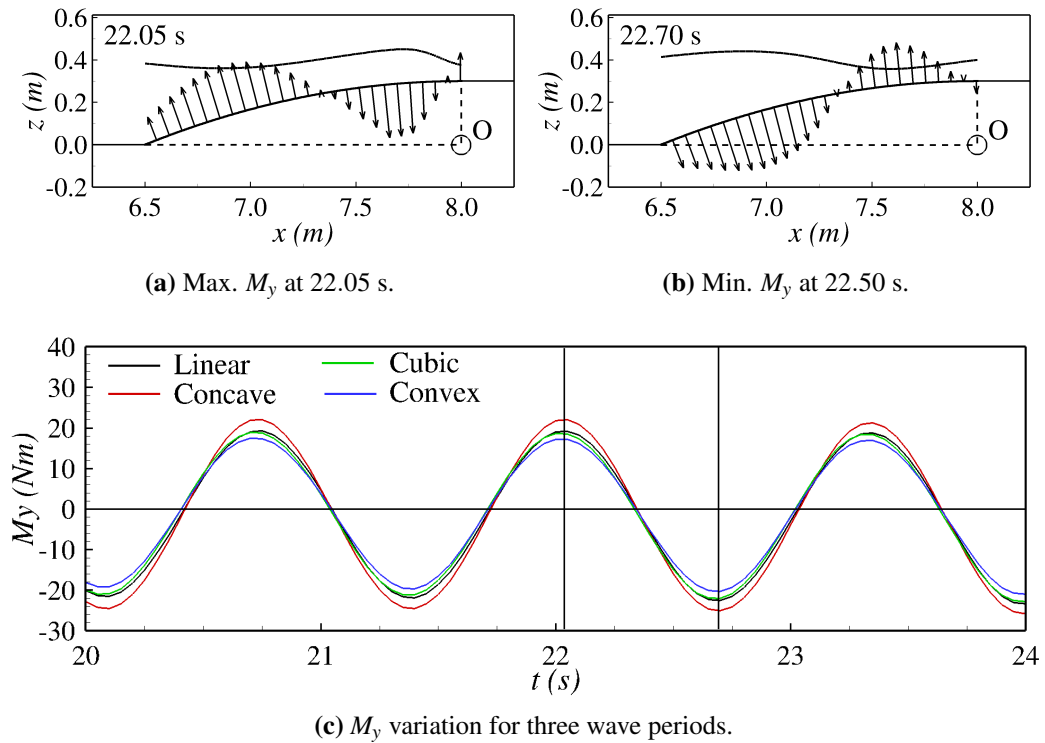 0.6
0.4
0.2
0.0
-0.2
z (m)
22.05 s
O
6.5 7.0 7.5 8.0
x (m)
(a) Max. My at 22.05 s.
0.6
0.4
0.2
0.0
-0.2
z (m)
22.70 s
O
6.5 7.0 7.5 8.0
x (m)
(b) Min. My at 22.50 s.
40
30
20
10
0
-10
-20
-30
My (Nm)
Linear Cubic
Concave Convex
20 21 22 23 24
t (s)
(c) My variation for three wave periods.